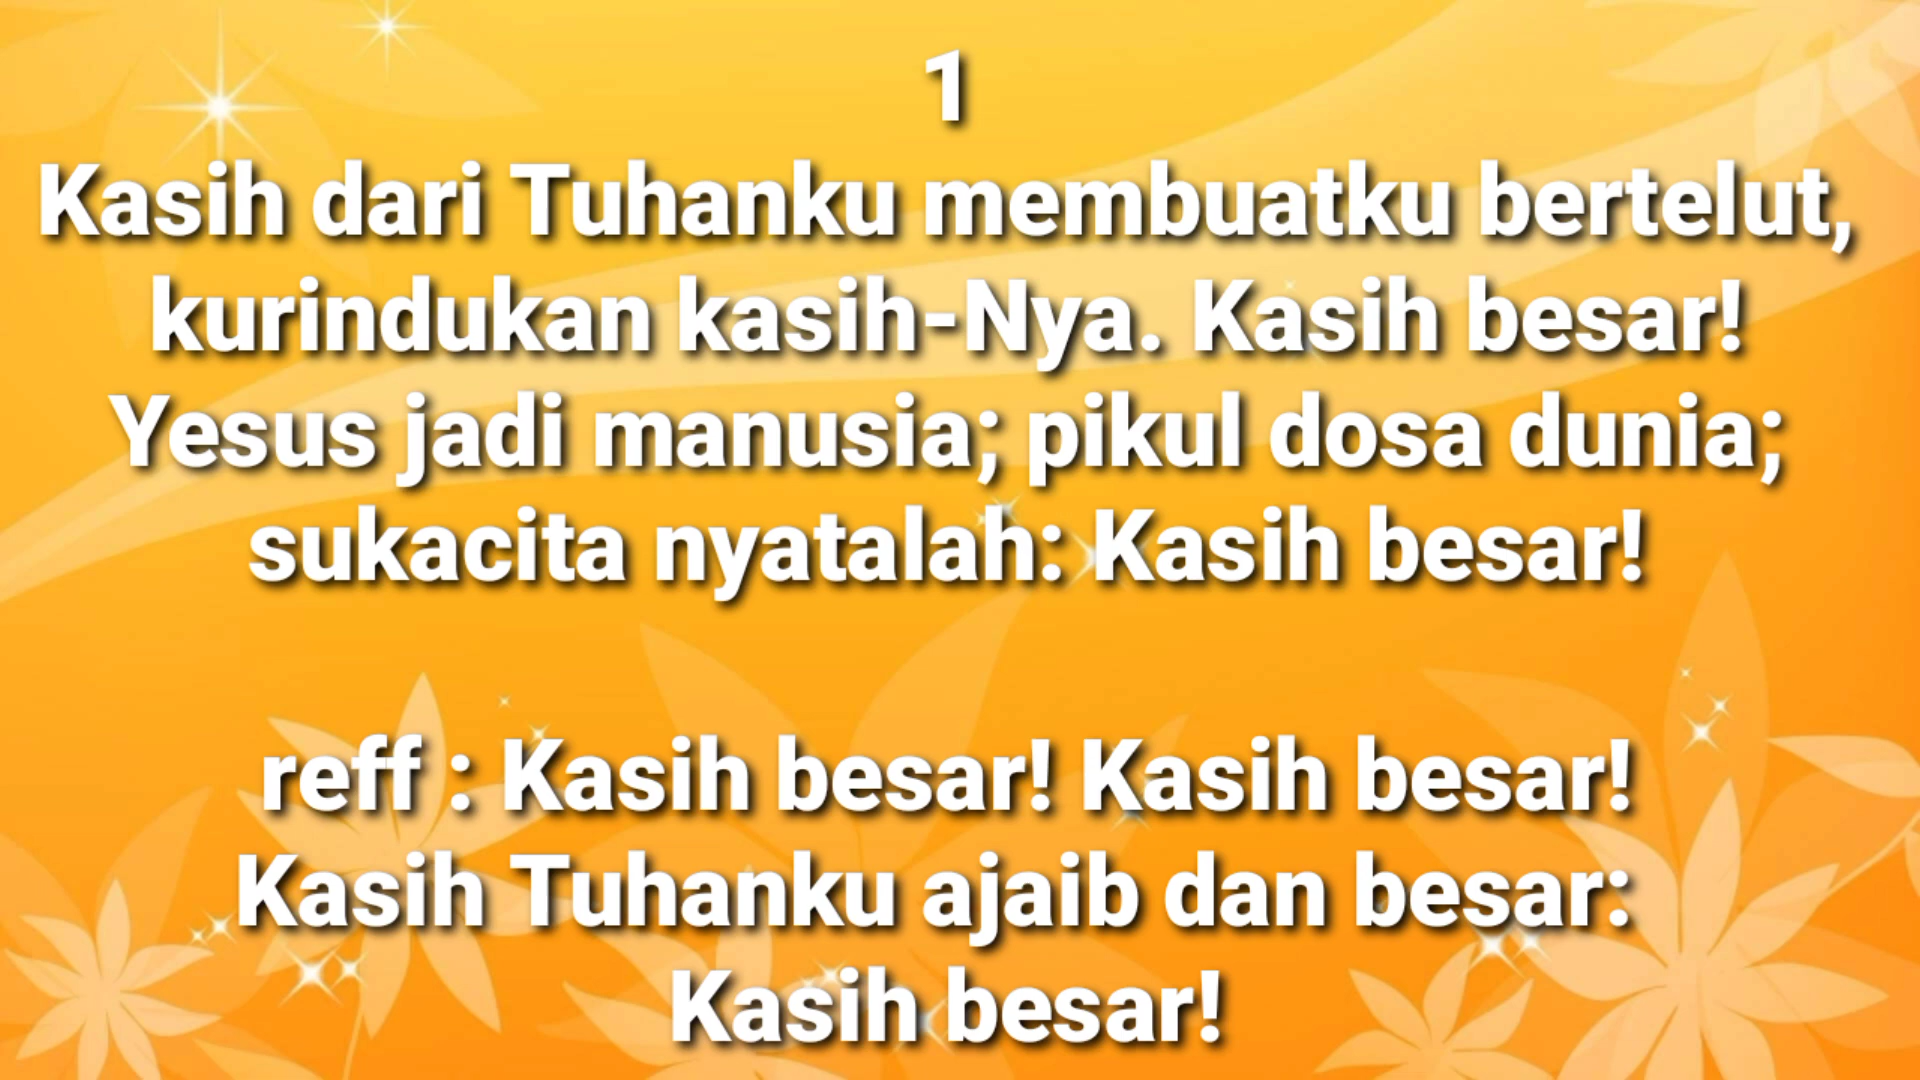 1
Kasih dari Tuhanku membuatku bertelut,
kurindukan kasih-Nya. Kasih besar!
Yesus jadi manusia; pikul dosa dunia;
sukacita nyatalah: Kasih besar!
reff : Kasih besar! Kasih besar!
Kasih Tuhanku ajaib dan besar:
Kasih besar!